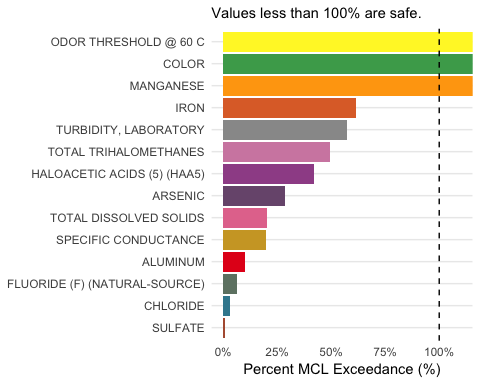 Values less than 100% are safe.
ODOR THRESHOLD @ 60 C
COLOR
MANGANESE
IRON
TURBIDITY, LABORATORY
TOTAL TRIHALOMETHANES
HALOACETIC ACIDS (5) (HAA5)
ARSENIC
TOTAL DISSOLVED SOLIDS
SPECIFIC CONDUCTANCE
ALUMINUM
FLUORIDE (F) (NATURAL-SOURCE)
CHLORIDE
SULFATE
0% 25% 50% 75% 100%
Percent MCL Exceedance (%)